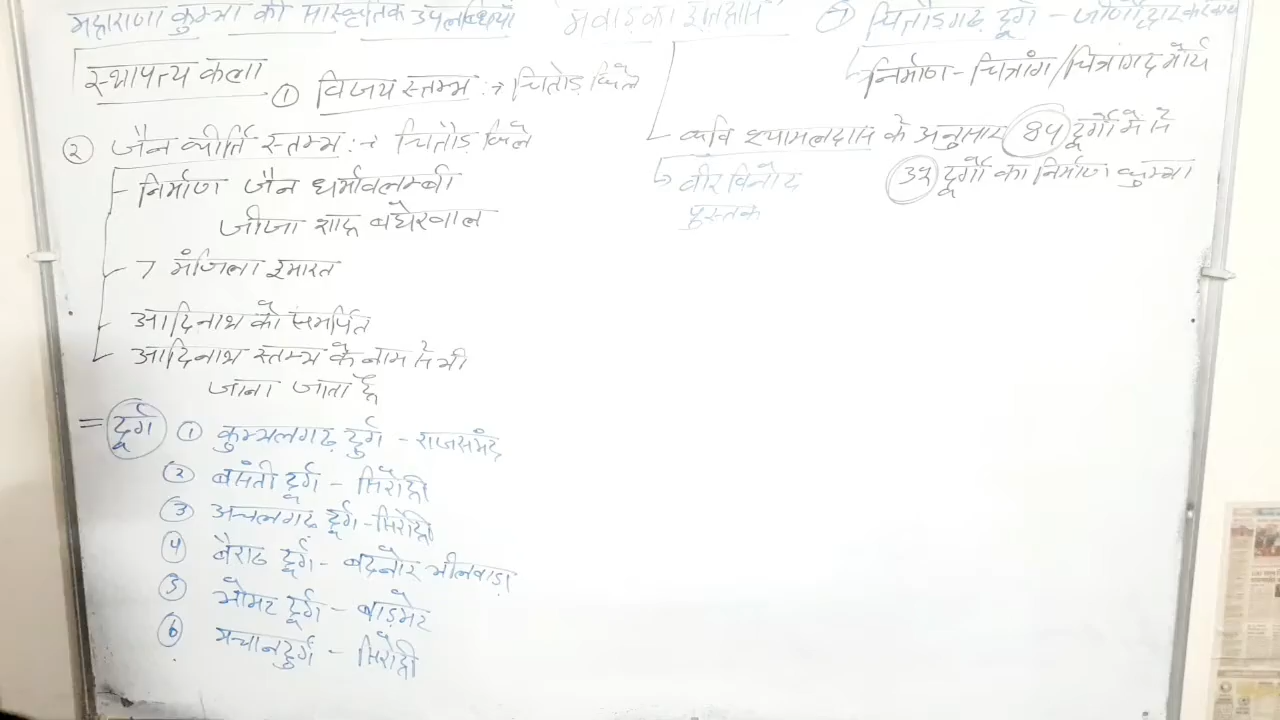 महाराणा कुम्भा की सांस्कृतिक उपलब्धियाँ
मेवाड़ का इतिहास
स्थापत्य कला
① विजय स्तम्भ :→ चितोड़ किले
② जैन कीर्ति स्तम्भ :→ चितोड़ किले
निर्माण जैन धर्मावलम्बी
जीजा शाह बघेरवाल
7 मंजिला इमारत
आदिनाथ को समर्पित
आदिनाथ स्तम्भ के नाम से भी
जाना जाता है
= दुर्ग ① कुम्भलगढ़ दुर्ग - राजसमंद
② बसंती दुर्ग - सिरोही
③ अचलगढ़ दुर्ग - सिरोही
④ बैराठ दुर्ग - बदनोर भीलवाड़ा
⑤ भोमट दुर्ग - बाड़मेर
⑥ मचान दुर्ग - सिरोही
चितोड़गढ़ दुर्ग - जीर्णोद्धार
निर्माण - चित्रांग/चित्रांगद मौर्य
कवि श्यामलदास के अनुसार 84 दुर्गों में से
32 दुर्गों का निर्माण कुम्भा
वीर विनोद
पुस्तक